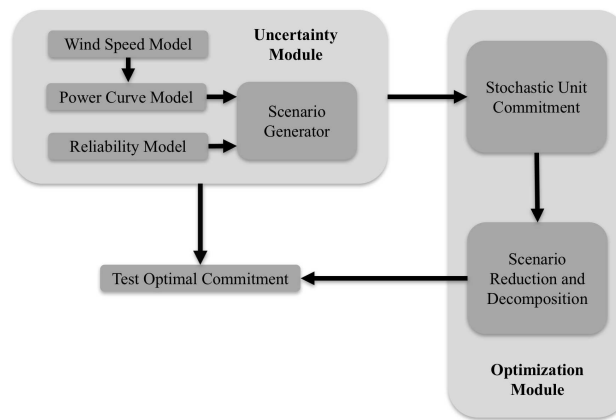 Wind Speed Model
Power Curve Model
Reliability Model
Uncertainty
Module
Scenario
Generator
Stochastic Unit
Commitment
Scenario
Reduction and
Decomposition
Optimization
Module
Test Optimal Commitment